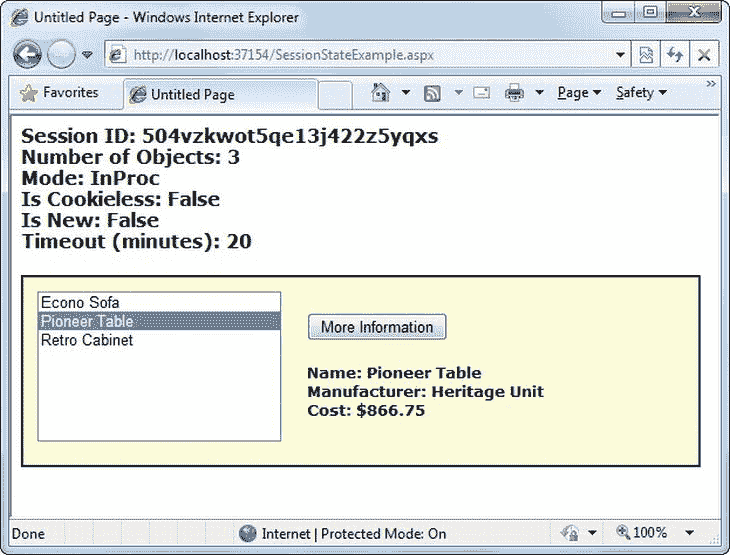 Untitled Page - Windows Internet Explorer
http://localhost:37154/SessionStateExample.aspx
Favorites
Untitled Page
Page
Safety
»
Session ID: 504vzkwot5qe13j422z5yqxs
Number of Objects: 3
Mode: InProc
Is Cookieless: False
Is New: False
Timeout (minutes): 20
Econo Sofa
Pioneer Table
Retro Cabinet
More Information
Name: Pioneer Table
Manufacturer: Heritage Unit
Cost: $866.75
Done
Internet | Protected Mode: On
100%